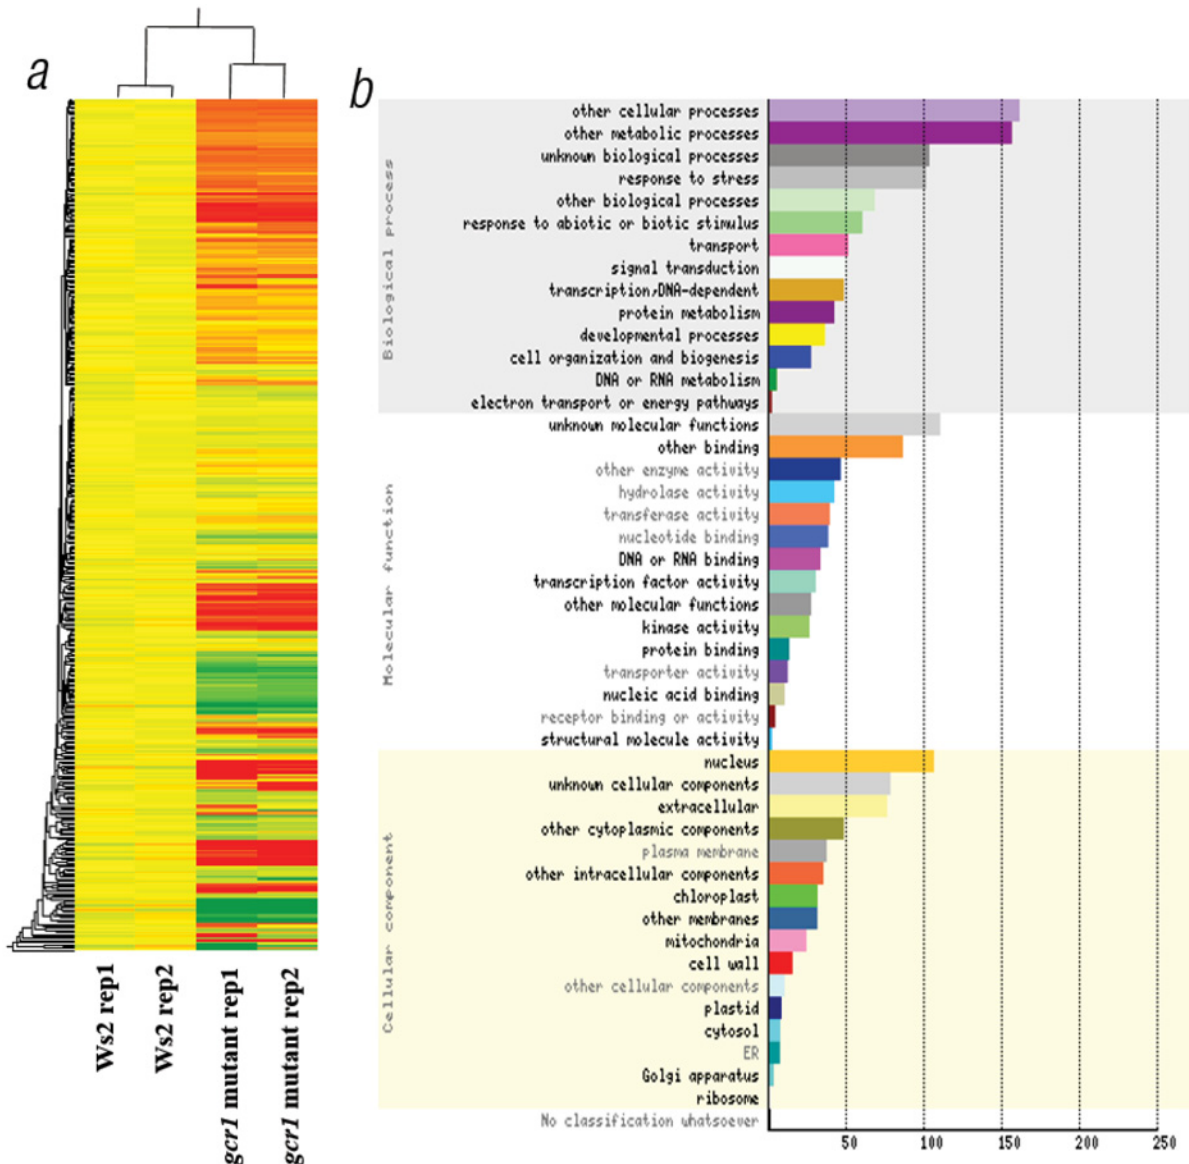 a
b
Ws2 rep1
Ws2 rep2
gcr1 mutant rep1
gcr1 mutant rep2
Biological process
other cellular processes
other metabolic processes
unknown biological processes
response to stress
other biological processes
response to abiotic or biotic stimulus
transport
signal transduction
transcription,DNA-dependent
protein metabolism
developmental processes
cell organization and biogenesis
DNA or RNA metabolism
electron transport or energy pathways
Molecular function
unknown molecular functions
other binding
other enzyme activity
hydrolase activity
transferase activity
nucleotide binding
DNA or RNA binding
transcription factor activity
other molecular functions
kinase activity
protein binding
transporter activity
nucleic acid binding
receptor binding or activity
structural molecule activity
Cellular component
nucleus
unknown cellular components
extracellular
other cytoplasmic components
plasma membrane
other intracellular components
chloroplast
other membranes
mitochondria
cell wall
other cellular components
plastid
cytosol
ER
Golgi apparatus
ribosome
No classification whatsoever
50 100 150 200 250